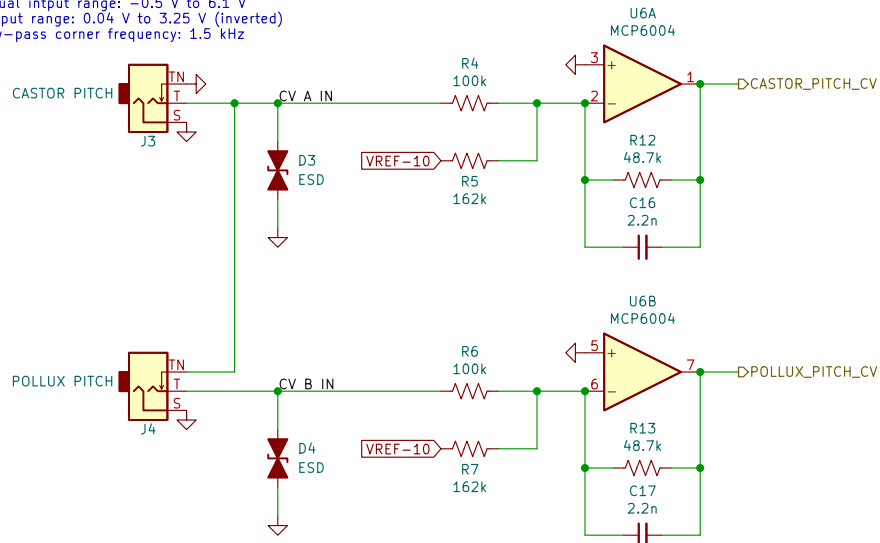 ual intput range: -0.5 V to 6.1 V
put range: 0.04 V to 3.25 V (inverted)
w-pass corner frequency: 1.5 kHz
U6A
MCP6004
CASTOR PITCH
TN
T
S
J3
CV A IN
R4
100k
3
+
2
-
1
CASTOR_PITCH_CV
D3
ESD
VREF-10
R5
162k
R12
48.7k
C16
2.2n
U6B
MCP6004
POLLUX PITCH
TN
T
S
J4
CV B IN
R6
100k
5
+
6
-
7
POLLUX_PITCH_CV
D4
ESD
VREF-10
R7
162k
R13
48.7k
C17
2.2n